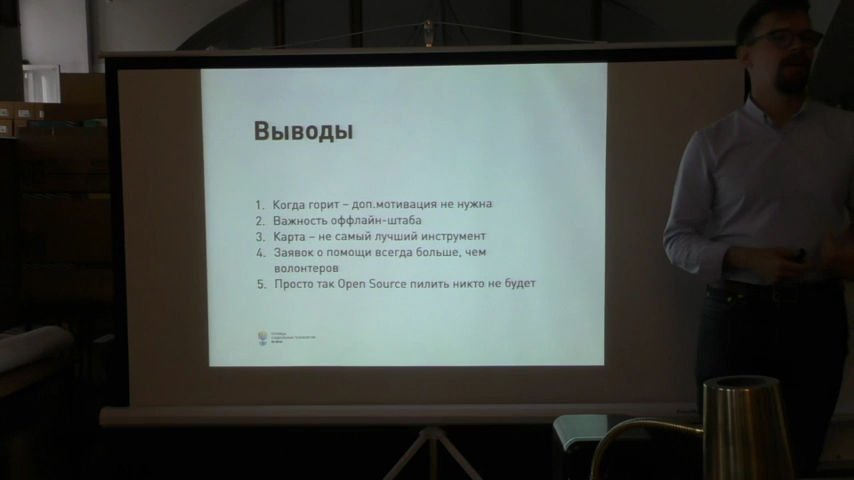 Выводы
1. Когда горит – доп.мотивация не нужна
2. Важность оффлайн-штаба
3. Карта – не самый лучший инструмент
4. Заявок о помощи всегда больше, чем
волонтеров
5. Просто так Open Source пилить никто не будет